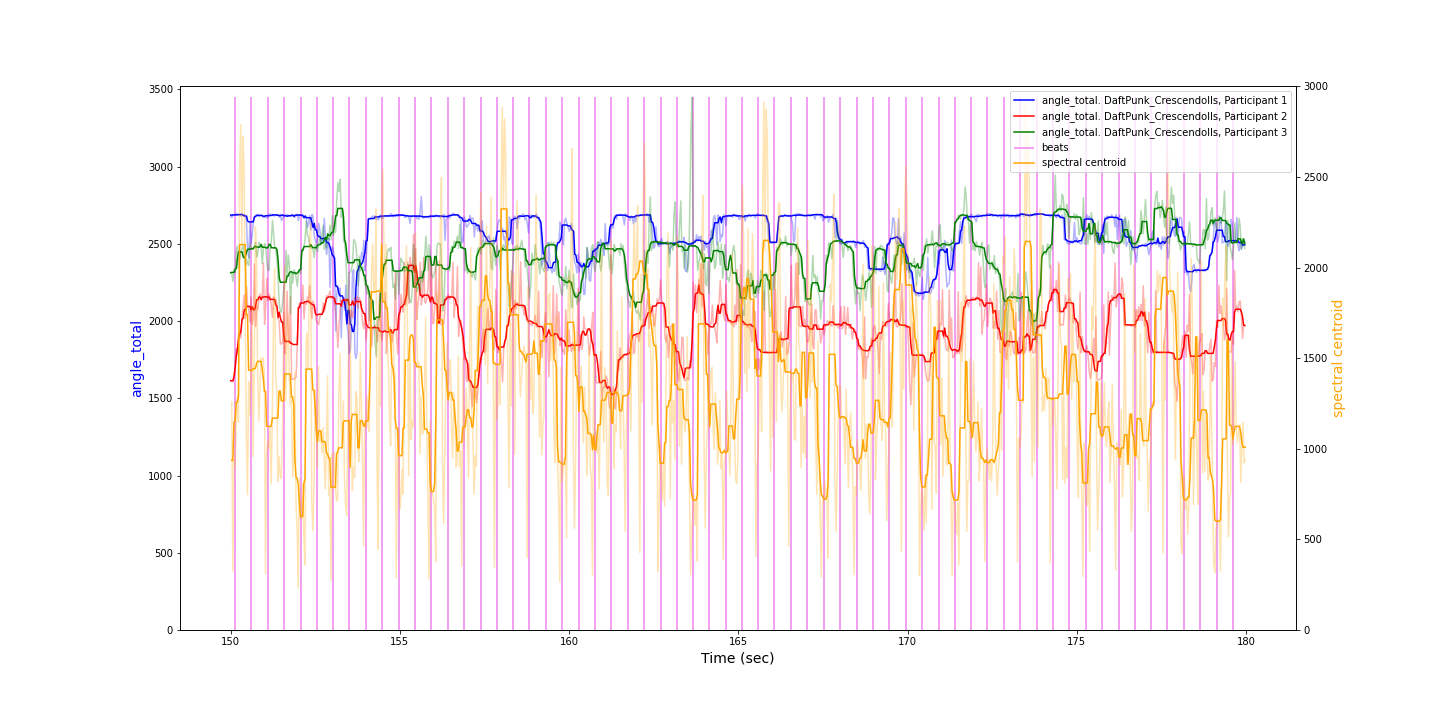 3500
3000
2500
2000
1500
1000
500
0
angle_total
angle_total. DaftPunk_Crescendolls, Participant 1
angle_total. DaftPunk_Crescendolls, Participant 2
angle_total. DaftPunk_Crescendolls, Participant 3
beats
spectral centroid
3000
2500
2000
1500
1000
500
0
spectral centroid
150
155
160
165
170
175
180
Time (sec)